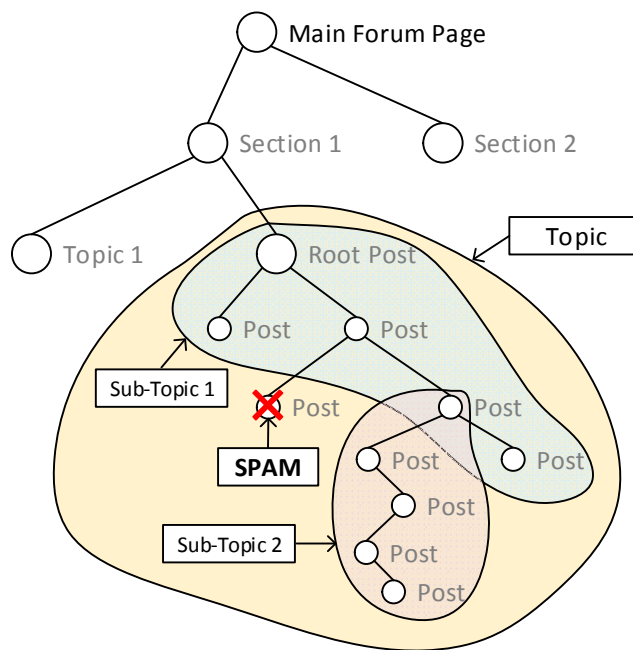 Main Forum Page
Section 1
Section 2
Topic 1
Root Post
Topic
Post
Post
Sub-Topic 1
Post
Post
SPAM
Post
Post
Post
Sub-Topic 2
Post
Post